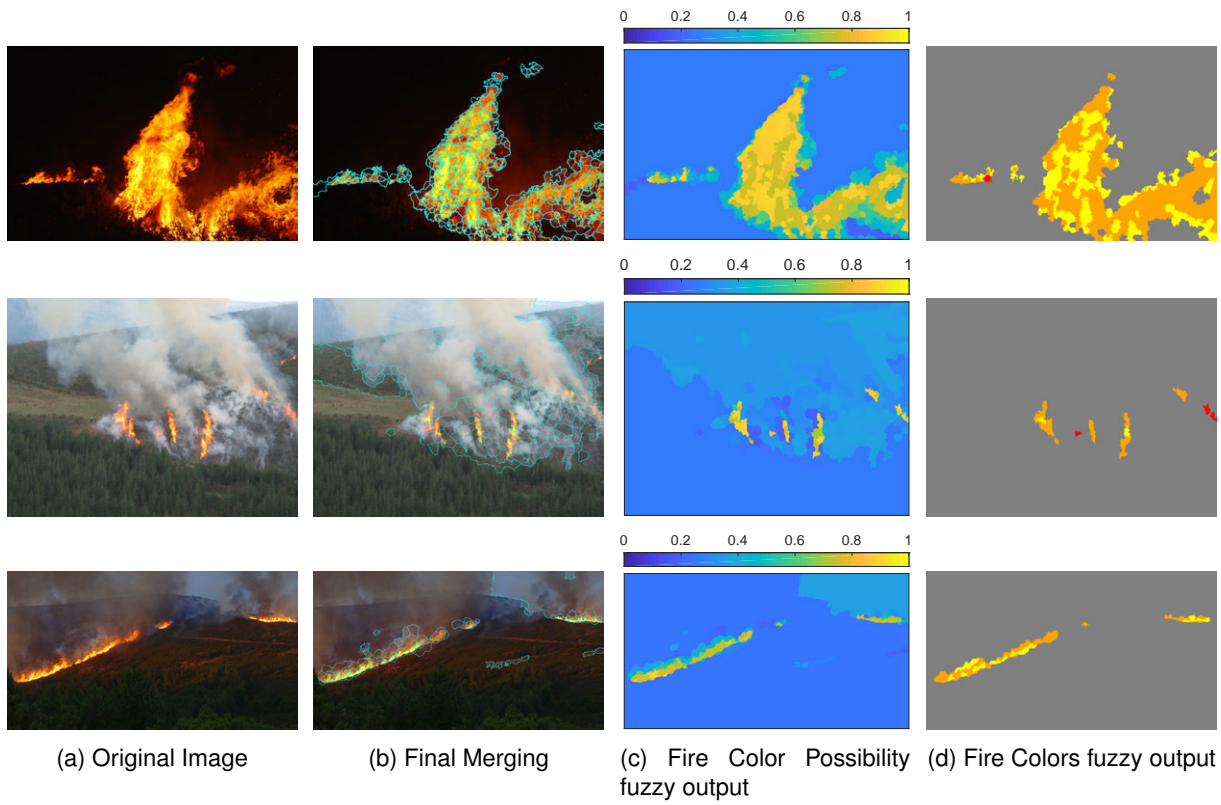 0 0.2 0.4 0.6 0.8 1
0 0.2 0.4 0.6 0.8 1
0 0.2 0.4 0.6 0.8 1
(a) Original Image
(b) Final Merging
(c) Fire Color Possibility
fuzzy output
(d) Fire Colors fuzzy output